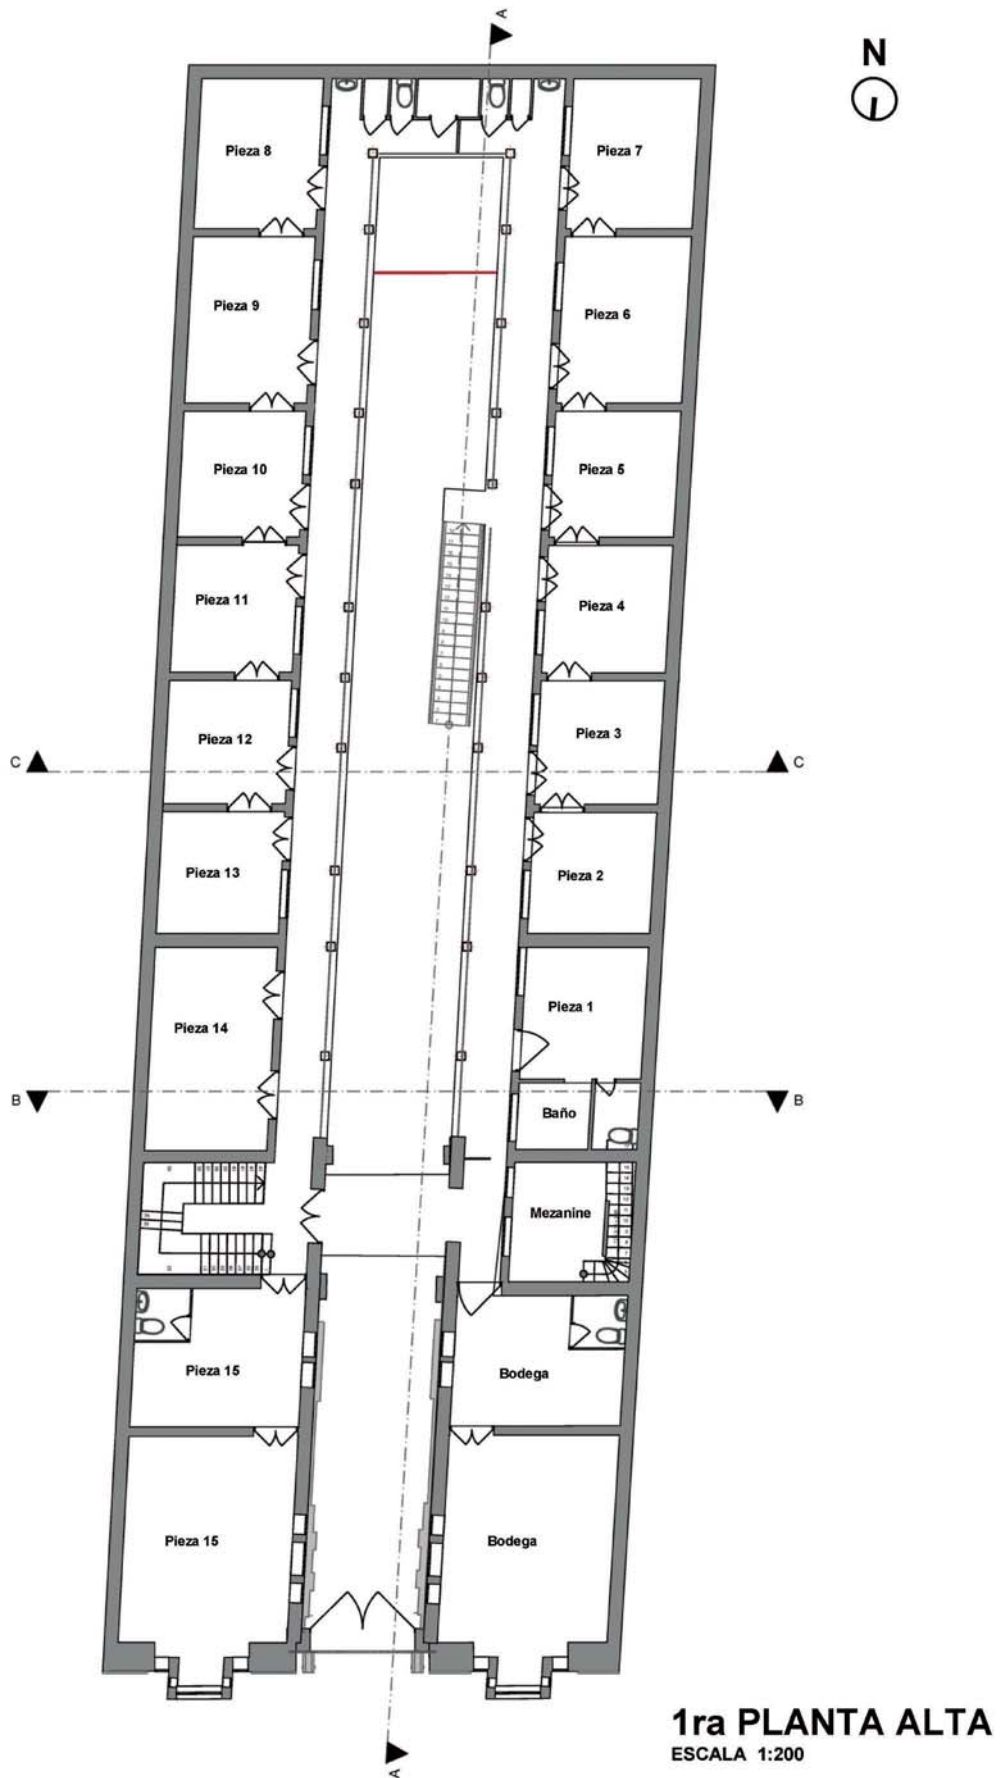 A
N
Pieza 8
Pieza 7
Pieza 9
Pieza 6
Pieza 10
Pieza 5
Pieza 11
Pieza 4
Pieza 12
Pieza 3
C
C
Pieza 13
Pieza 2
Pieza 14
Pieza 1
B
B
Baño
Mezanine
Pieza 15
Bodega
Pieza 15
Bodega
1ra PLANTA ALTA
ESCALA 1:200
A